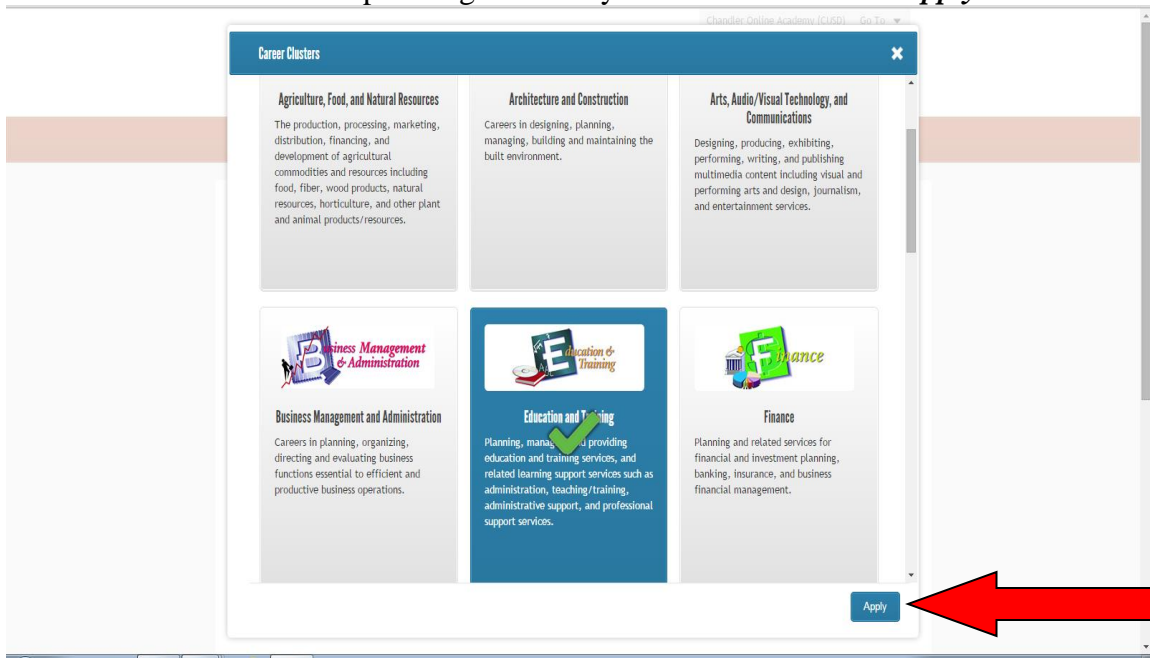 Chandler Online Academy (CUSD) Go To
Career Clusters
Agriculture, Food, and Natural Resources
The production, processing, marketing,
distribution, financing, and
development of agricultural
commodities and resources including
food, fiber, wood products, natural
resources, horticulture, and other plant
and animal products/resources.
Architecture and Construction
Careers in designing, planning,
managing, building and maintaining the
built environment.
Arts, Audio/Visual Technology, and
Communications
Designing, producing, exhibiting,
performing, writing, and publishing
multimedia content including visual and
performing arts and design, journalism,
and entertainment services.
Business Management
& Administration
Business Management and Administration
Careers in planning, organizing,
directing and evaluating business
functions essential to efficient and
productive business operations.
Education &
Training
Education and Training
Planning, providing
education and training services, and
related learning support services such as
administration, teaching/training,
administrative support, and professional
support services.
Finance
Finance
Planning and related services for
financial and investment planning,
banking, insurance, and business
financial management.
Apply